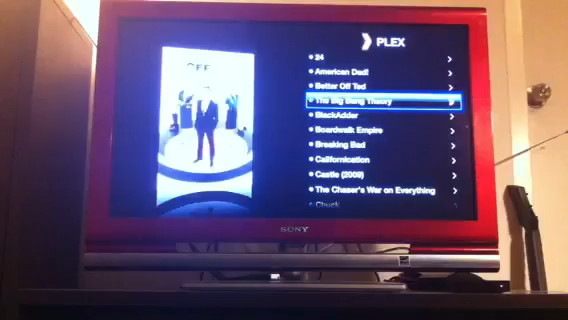 PLEX
24
American Dad!
Better Off Ted
The Big Bang Theory
BlackAdder
Boardwalk Empire
Breaking Bad
Californication
Castle (2009)
The Chaser's War on Everything
Chuck
OFF
SONY